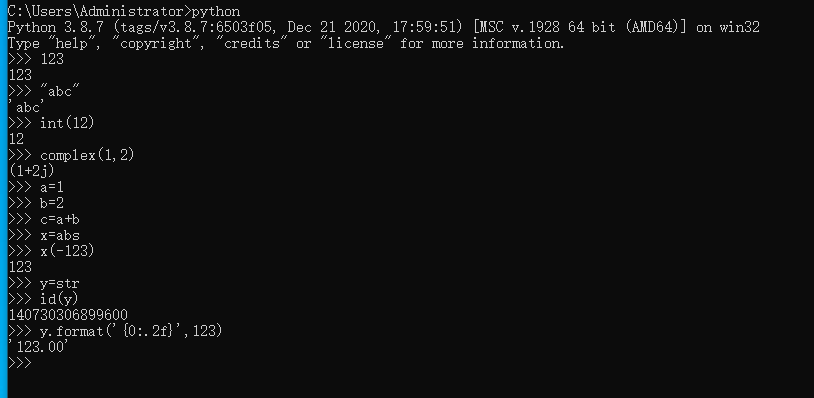 C:\Users\Administrator>python
Python 3.8.7 (tags/v3.8.7:6503f05, Dec 21 2020, 17:59:51) [MSC v.1928 64 bit (AMD64)] on win32
Type "help", "copyright", "credits" or "license" for more information.
>>> 123
123
>>> "abc"
'abc'
>>> int(12)
12
>>> complex(1,2)
(1+2j)
>>> a=1
>>> b=2
>>> c=a+b
>>> x=abs
>>> x(-123)
123
>>> y=str
>>> id(y)
140730306899600
>>> y.format('{0:.2f}',123)
'123.00'
>>>